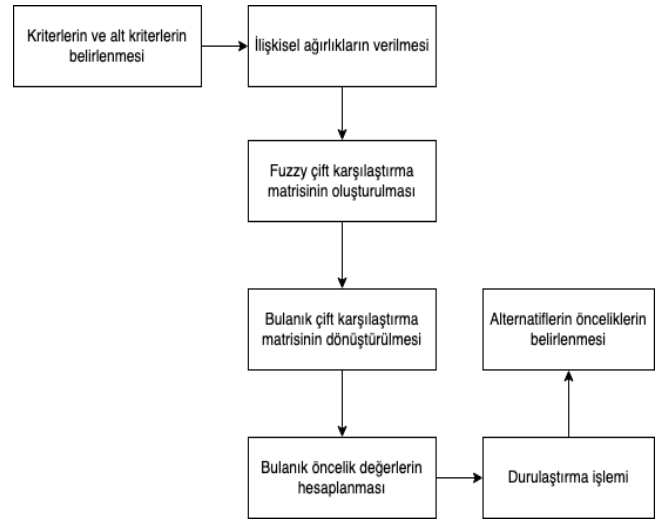 Kriterlerin ve alt kriterlerin
belirlenmesi
İlişkisel ağırlıkların verilmesi
Fuzzy çift karşılaştırma
matrisinin oluşturulması
Bulanık çift karşılaştırma
matrisinin dönüştürülmesi
Bulanık öncelik değerlerin
hesaplanması
Durulaştırma işlemi
Alternatiflerin önceliklerin
belirlenmesi